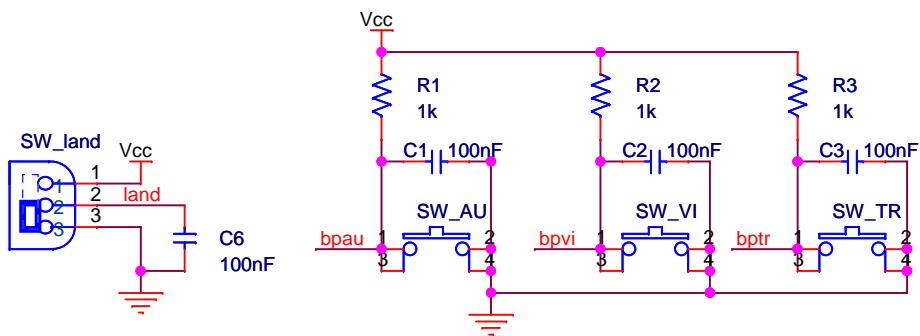 Vcc
R1
1k
R2
1k
R3
1k
C1 100nF
C2 100nF
C3 100nF
SW_land
Vcc
1
2
3
1
2
3
land
C6
100nF
SW_AU
SW_VI
SW_TR
bpau
1
3
2
4
bpvi
1
3
2
4
bptr
1
3
2
4